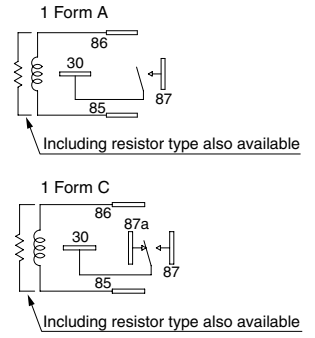 1 Form A
86
30
87
85
Including resistor type also available
1 Form C
86
87a
30
87
85
Including resistor type also available